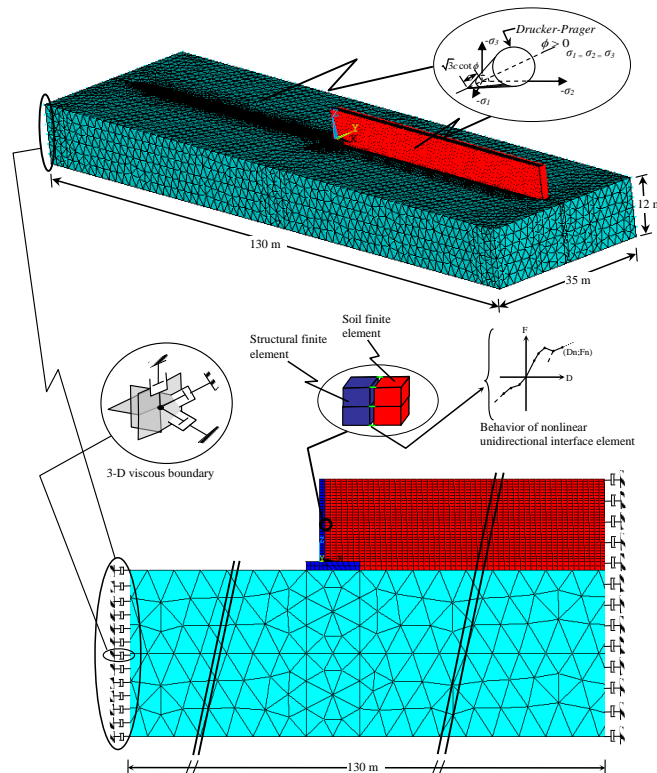 Drucker-Prager
-σ3
ϕ > 0
σ1 = σ2 = σ3
√3c cot ϕ
-σ2
-σ1
Y
12 m
130 m
35 m
Soil finite
element
Structural finite
element
F
(Dn;Fn)
D
Behavior of nonlinear
unidirectional interface element
3-D viscous boundary
130 m